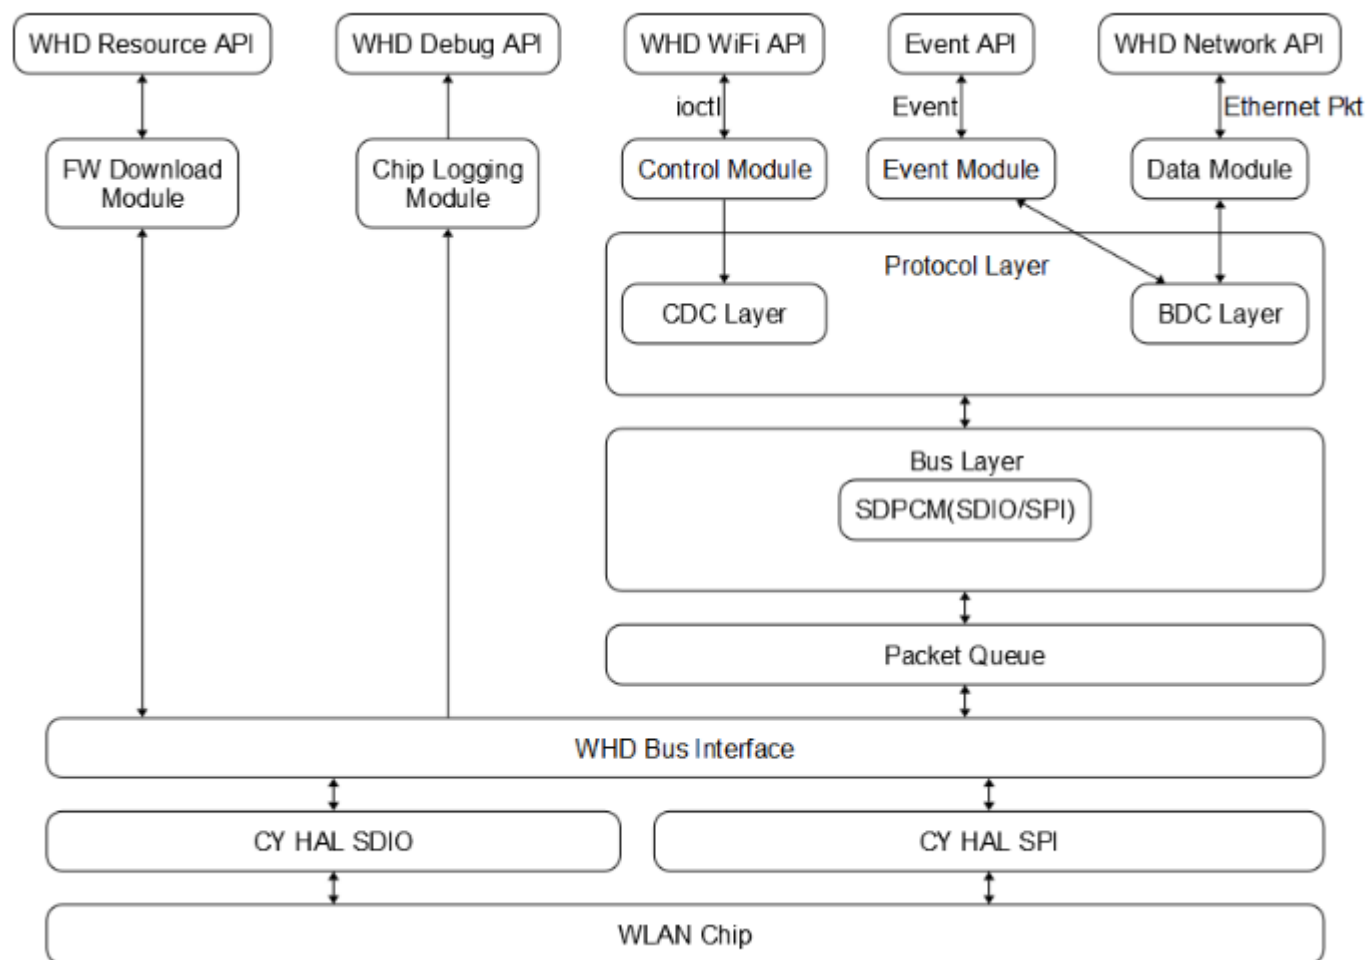 WHD Resource API
WHD Debug API
WHD WiFi API
Event API
WHD Network API
ioctl
Event
Ethernet Pkt
FW Download
Module
Chip Logging
Module
Control Module
Event Module
Data Module
Protocol Layer
CDC Layer
BDC Layer
Bus Layer
SDPCM(SDIO/SPI)
Packet Queue
WHD Bus Interface
CY HAL SDIO
CY HAL SPI
WLAN Chip